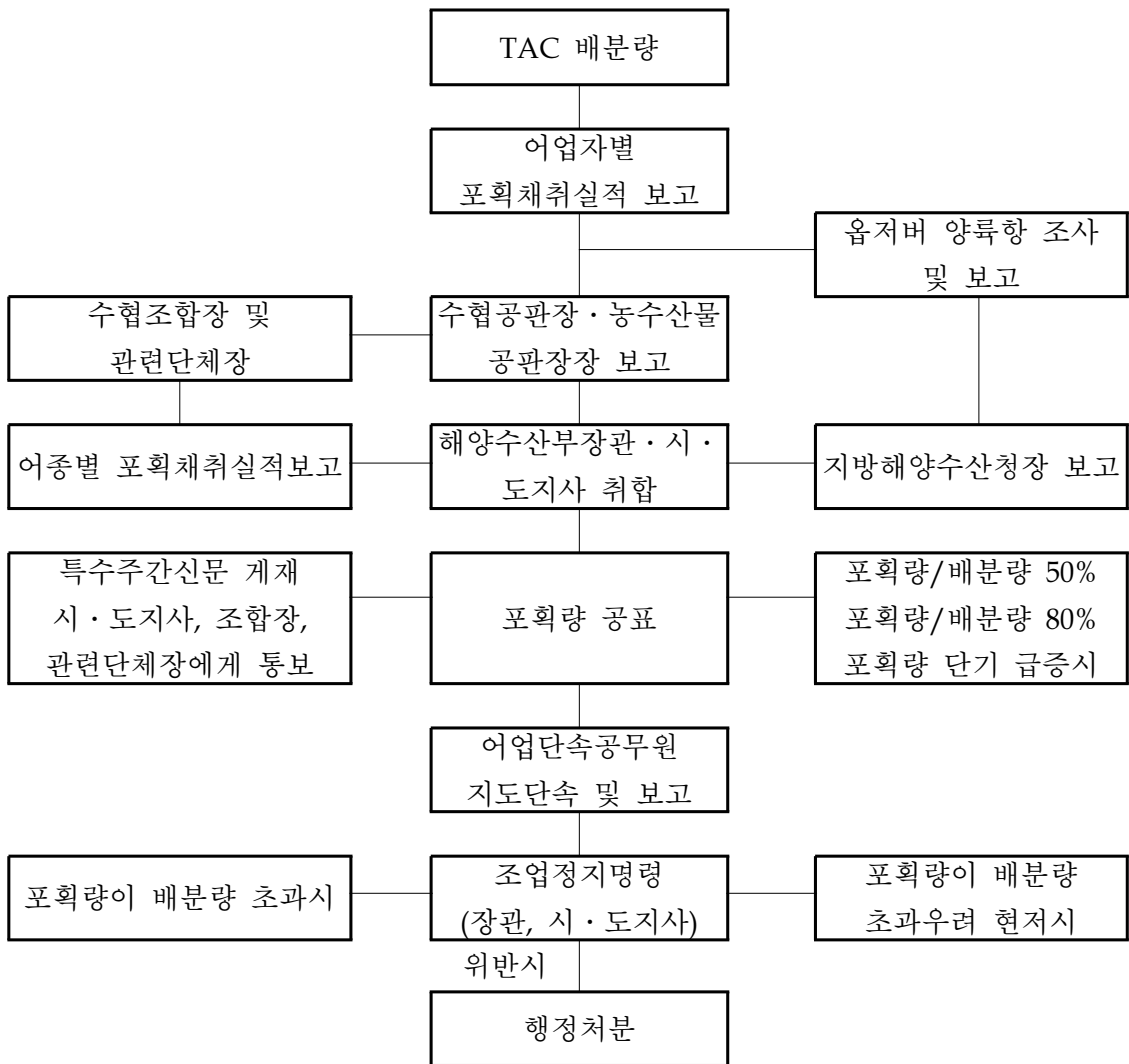 TAC 배분량
어업자별
포획채취실적 보고
옵저버 양륙항 조사
및 보고
수협조합장 및
관련단체장
수협공판장·농수산물
공판장장 보고
어종별 포획채취실적보고
해양수산부장관·시·
도지사 취합
지방해양수산청장 보고
특수주간신문 게재
시·도지사, 조합장,
관련단체장에게 통보
포획량 공표
포획량/배분량 50%
포획량/배분량 80%
포획량 단기 급증시
어업단속공무원
지도단속 및 보고
포획량이 배분량 초과시
조업정지명령
(장관, 시·도지사)
포획량이 배분량
초과우려 현저시
위반시
행정처분